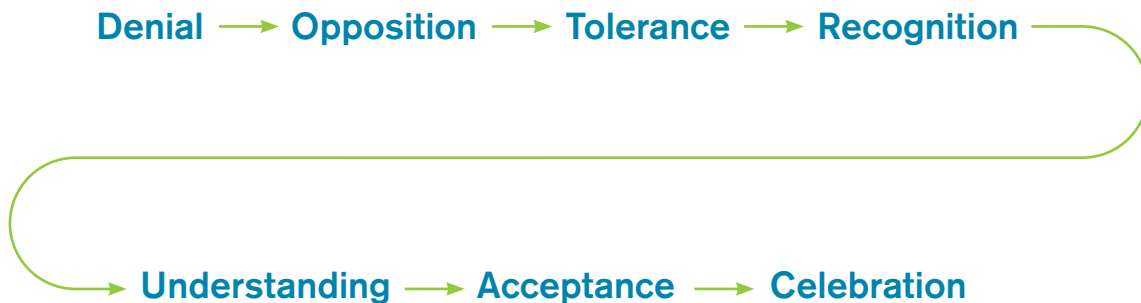 Denial Opposition Tolerance Recognition
Understanding Acceptance Celebration